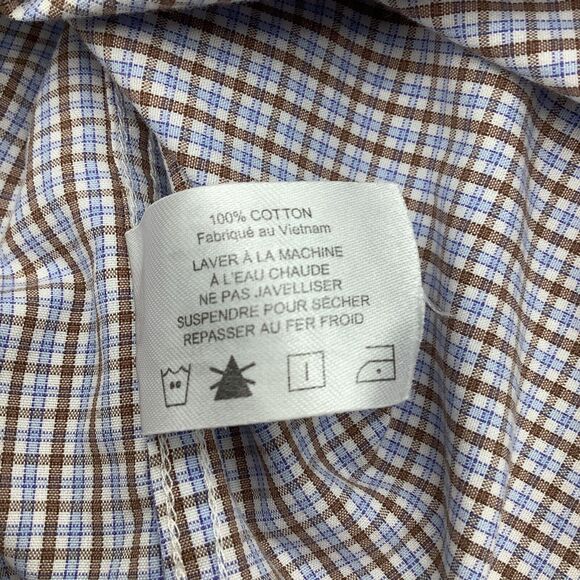 100% COTTON
Fabriqué au Vietnam
LAVER À LA MACHINE
À L'EAU CHAUDE
NE PAS JAVELLISER
SUSPENDRE POUR SÉCHER
REPASSER AU FER FROID